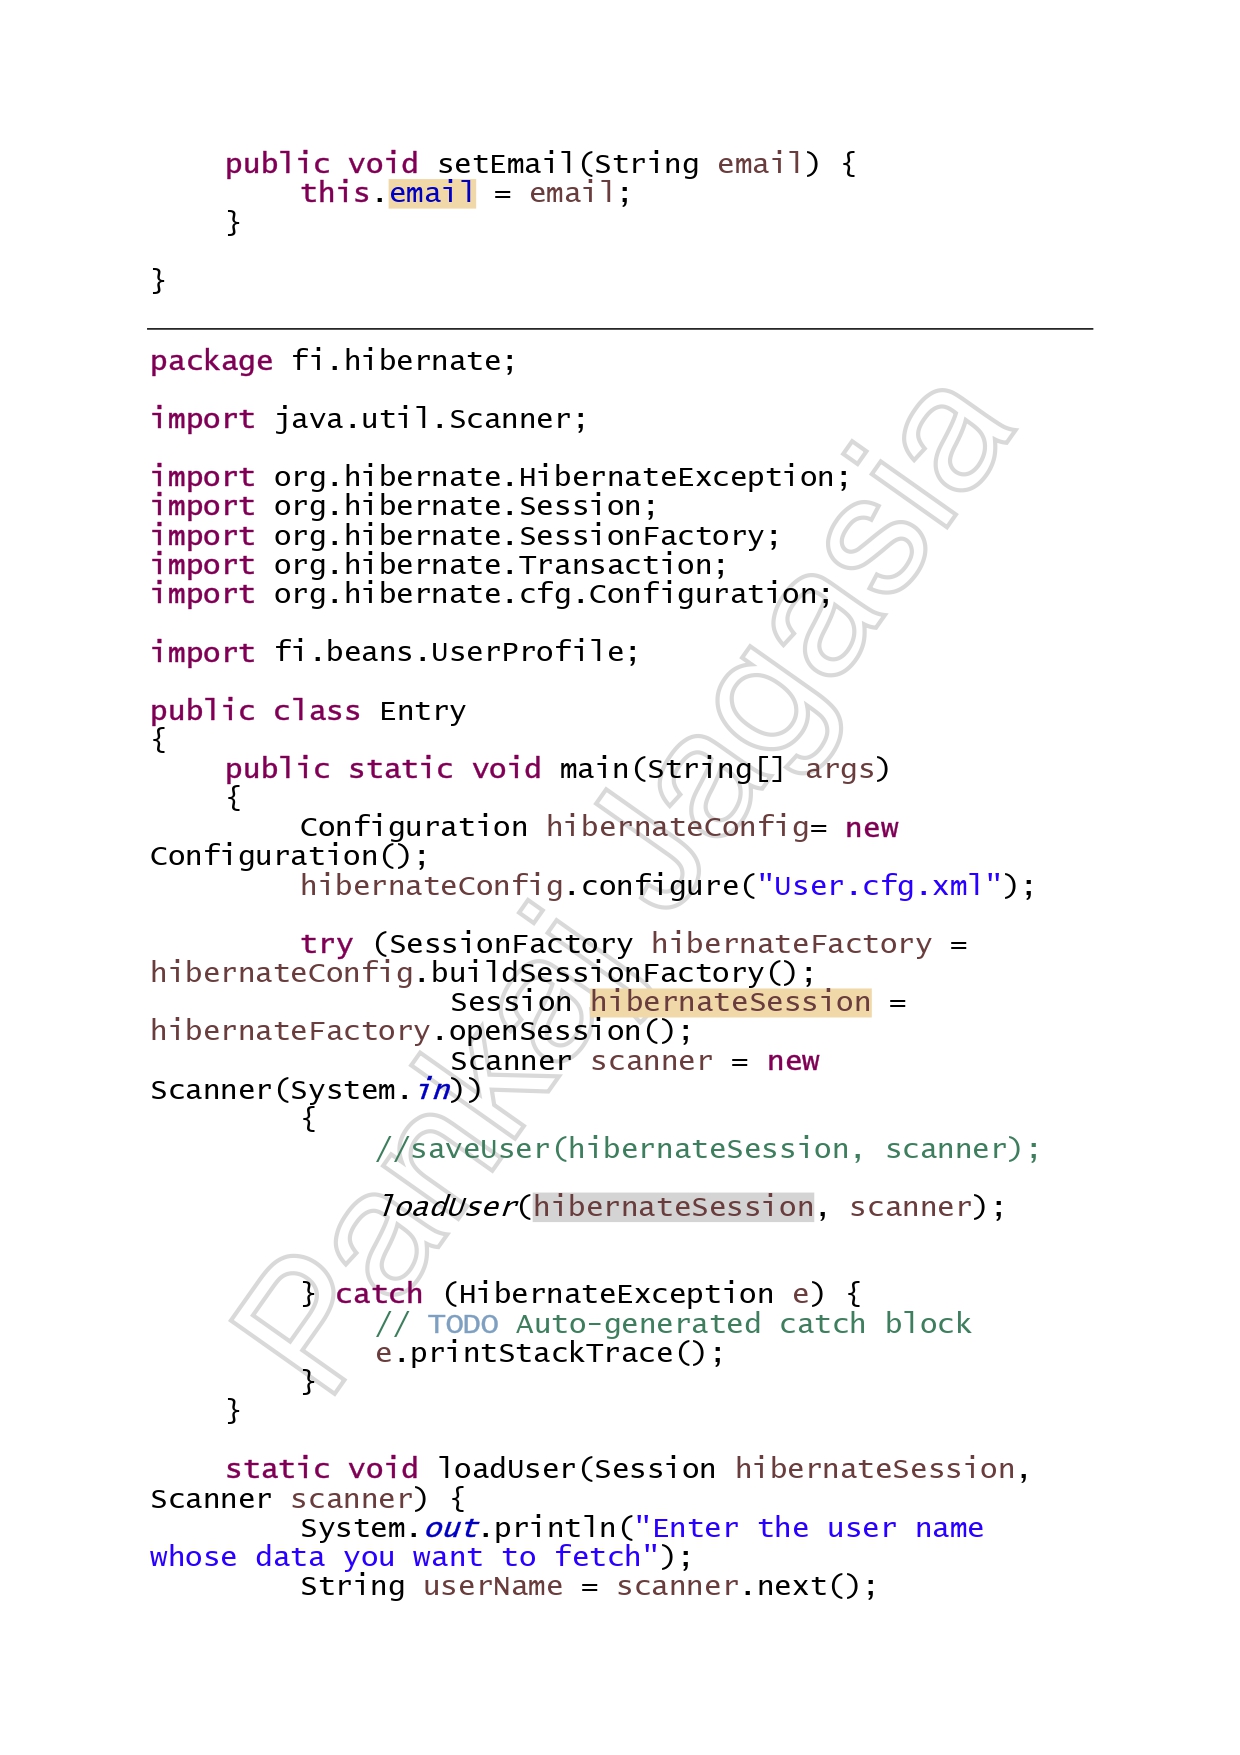 public void setEmail(String email) {
this.email = email;
}
}
package fi.hibernate;
import java.util.Scanner;
import org.hibernate.HibernateException;
import org.hibernate.Session;
import org.hibernate.SessionFactory;
import org.hibernate.Transaction;
import org.hibernate.cfg.Configuration;
import fi.beans.UserProfile;
public class Entry
{
public static void main(String[] args)
{
Configuration hibernateConfig= new
Configuration();
hibernateConfig.configure("User.cfg.xml");
try (SessionFactory hibernateFactory =
hibernateConfig.buildSessionFactory();
Session hibernateSession =
hibernateFactory.openSession();
Scanner scanner = new
Scanner(System.in))
{
//saveUser(hibernateSession, scanner);
loadUser(hibernateSession, scanner);
} catch (HibernateException e) {
// TODO Auto-generated catch block
e.printStackTrace();
}
}
static void loadUser(Session hibernateSession,
Scanner scanner) {
System.out.println("Enter the user name
whose data you want to fetch");
String userName = scanner.next();
Pankaj Jagasia